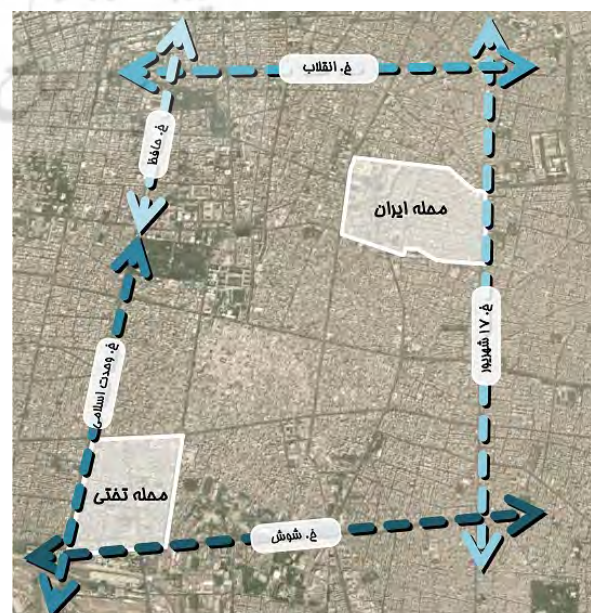 خ. انقلاب
خ. حافظ
محله ایران
خ. ۱۷ شهریور
خ. وحدت اسلامی
محله تختی
خ. شوش